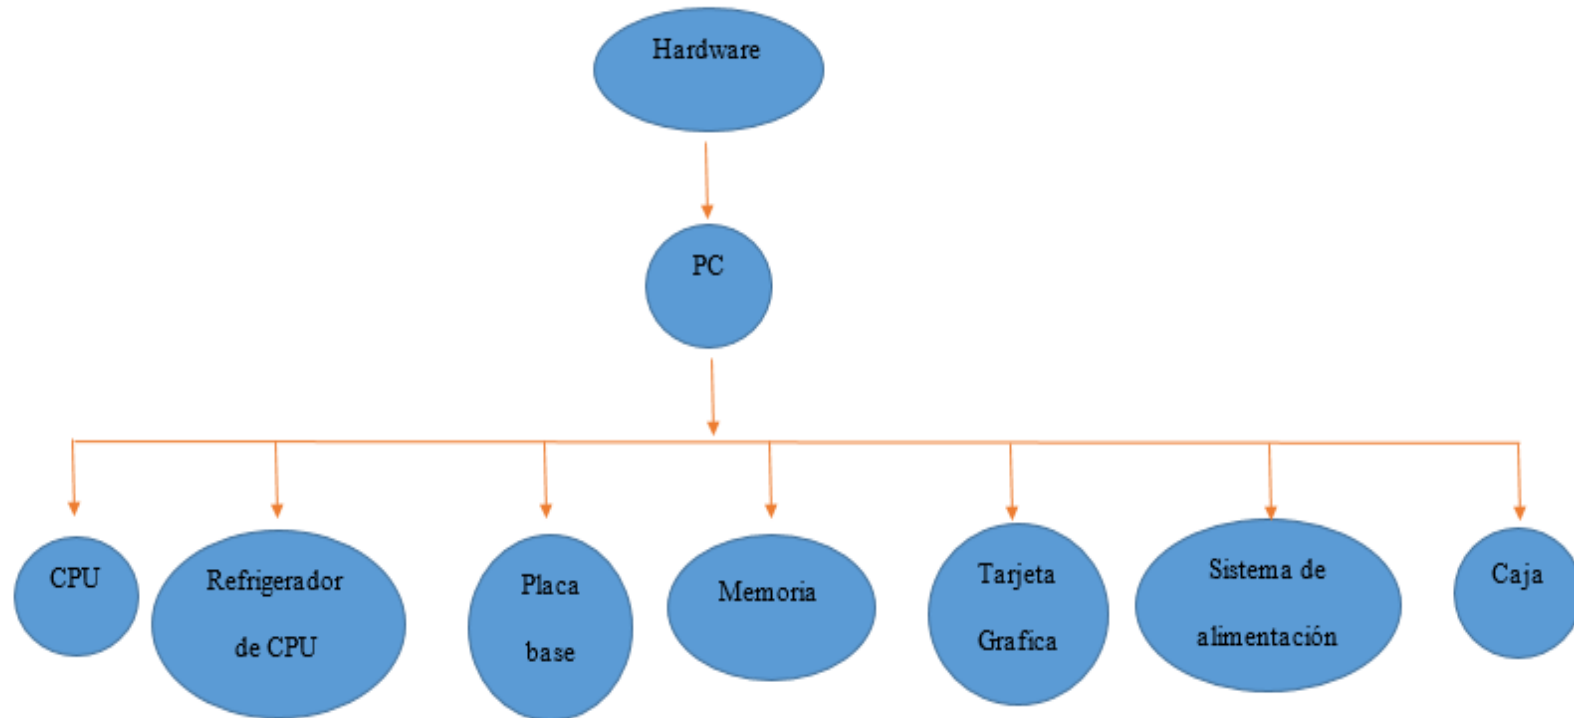 Hardware
PC
CPU
Refrigerador
de CPU
Placa
base
Memoria
Tarjeta
Grafica
Sistema de
alimentación
Caja